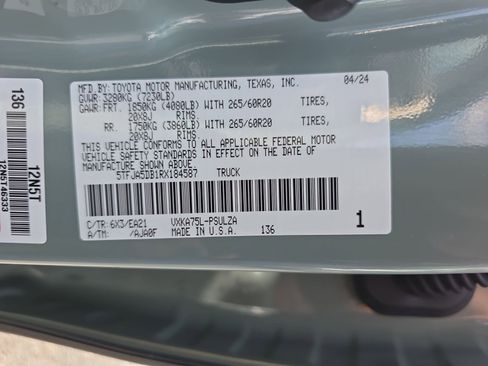 MFD.BY: TOYOTA MOTOR MANUFACTURING, TEXAS, INC. 04/24
GVWR:3280KG (7230LB)
GAWR:FRT. 1850KG (4080LB) WITH 265/60R20 TIRES,
20X8J RIMS
RR. 1750KG (3860LB) WITH 265/60R20 TIRES,
20X8J RIMS
THIS VEHICLE CONFORMS TO ALL APPLICABLE FEDERAL MOTOR
VEHICLE SAFETY STANDARDS IN EFFECT ON THE DATE OF
MANUFACTURE SHOWN ABOVE.
5TFJA5DB1RX184587 TRUCK
C/TR: 6X3/EA21 VXKA75L-PSULZA
A/TM: /AJA0F MADE IN U.S.A. 136
1
136
12N5T
12N5146333